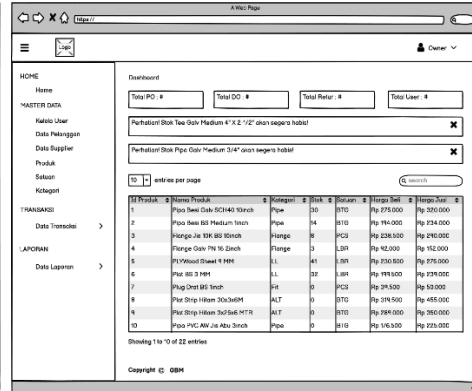 A Web Page
https://
Logo
Owner
HOME
Home
MASTER DATA
Kelola User
Data Pelanggan
Data Supplier
Produk
Satuan
Kategori
TRANSAKSI
Data Transaksi >
LAPORAN
Data Laporan >
Dashboard
Total PO : # Total DO : # Total Retur : # Total User : #
Perhatian! Stok Tee Galv Medium 4" X 2 1/2" akan segera habis! X
Perhatian! Stok Pipa Galv Medium 3/4" akan segera habis! X
10 entries per page search
Id Produk Nama Produk Kategori Stok Satuan Harga Beli Harga Jual
1 Pipa Besi Galv SCH40 10inch Pipe 30 BTG Rp 275.000 Rp 320.000
2 Pipa Besi BS Medium 1inch Pipe 14 BTG Rp 194.000 Rp 234.000
3 Flange Jis 10K BS 10inch Flange 6 PCS Rp 238.500 Rp 290.000
4 Flange Galv PN 16 2inch Flange 3 LBR Rp 92.000 Rp 152.000
5 PLYWood Sheet 9 MM LL 41 LBR Rp 230.500 Rp 275.000
6 Plat BS 3 MM LL 32 LBR Rp 199.500 Rp 239.000
7 Plug Drat BS 1inch Fit 0 PCS Rp 39.500 Rp 50.000
8 Plat Strip Hitam 30x3x6M ALT 0 BTG Rp 319.500 Rp 455.000
9 Plat Strip Hitam 3x25x6 MTR ALT 0 BTG Rp 289.000 Rp 350.000
10 Pipa PVC AW Jis Abu 3inch Pipe 0 BTG Rp 176.500 Rp 225.000
Showing 1 to 10 of 22 entries
Copyright © GBM